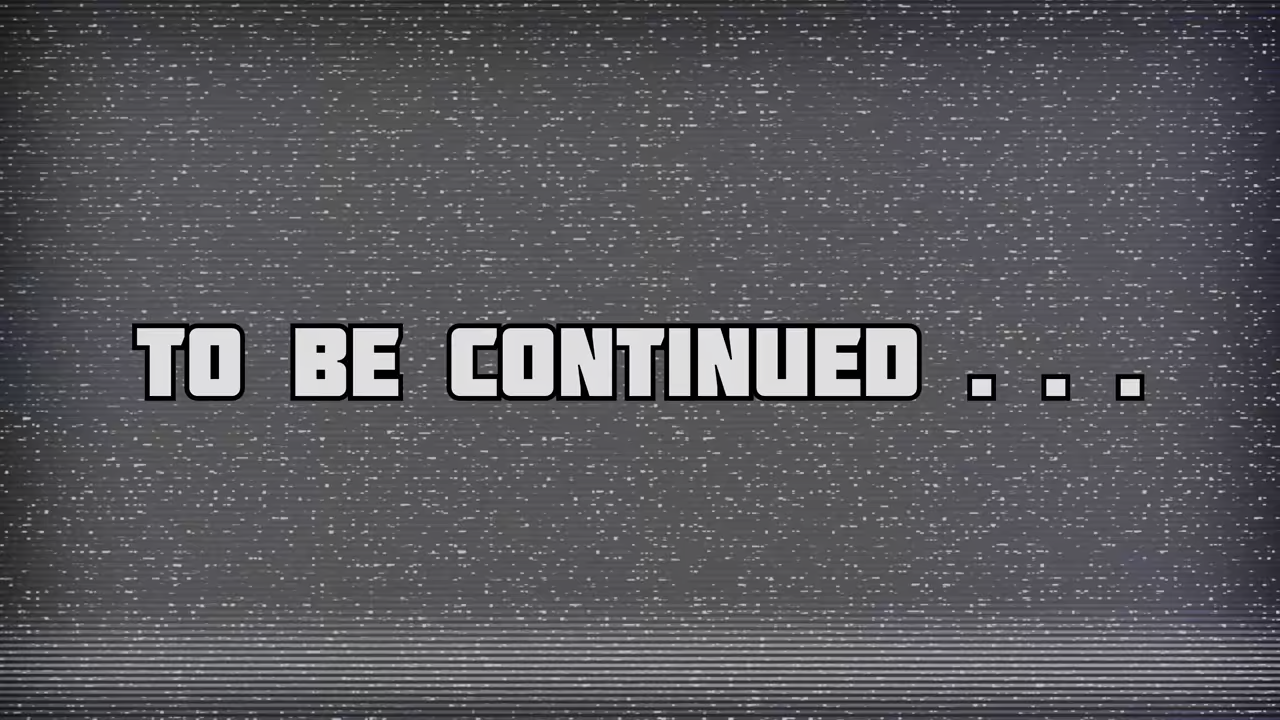 TO BE CONTINUED . . .